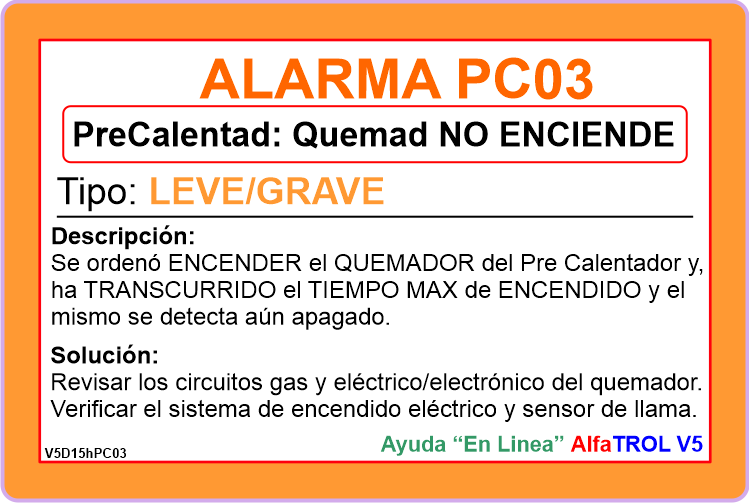 ALARMA PC03
PreCalentad: Quemad NO ENCIENDE
Tipo: LEVE/GRAVE
Descripción:
Se ordenó ENCENDER el QUEMADOR del Pre Calentador y,
ha TRANSCURRIDO el TIEMPO MAX de ENCENDIDO y el
mismo se detecta aún apagado.
Solución:
Revisar los circuitos gas y eléctrico/electrónico del quemador.
Verificar el sistema de encendido eléctrico y sensor de llama.
Ayuda “En Linea” AlfaTROL V5
V5D15hPC03